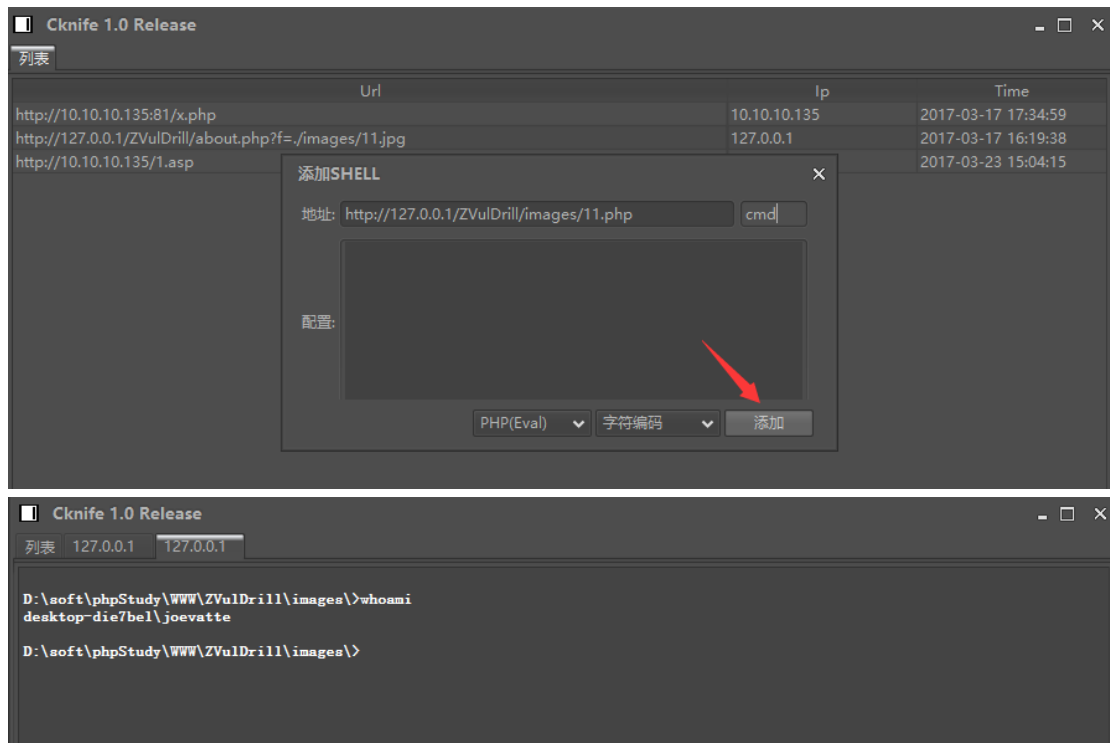 Cknife 1.0 Release
列表
Url Ip Time
http://10.10.10.135:81/x.php 10.10.10.135 2017-03-17 17:34:59
http://127.0.0.1/ZVulDrill/about.php?f=./images/11.jpg 127.0.0.1 2017-03-17 16:19:38
http://10.10.10.135/1.asp 2017-03-23 15:04:15
添加SHELL
地址: http://127.0.0.1/ZVulDrill/images/11.php cmd
配置:
PHP(Eval) 字符编码 添加
Cknife 1.0 Release
列表 127.0.0.1 127.0.0.1
D:\soft\phpStudy\WWW\ZVulDrill\images\>whoami
desktop-die7bel\joevatte
D:\soft\phpStudy\WWW\ZVulDrill\images\>